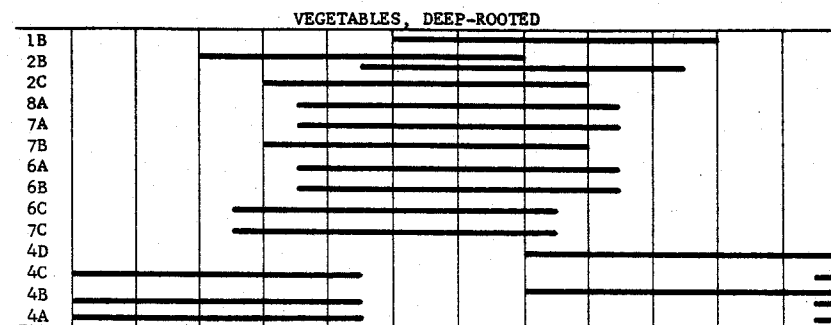 VEGETABLES, DEEP-ROOTED
1B
2B
2C
8A
7A
7B
6A
6B
6C
7C
4D
4C
4B
4A